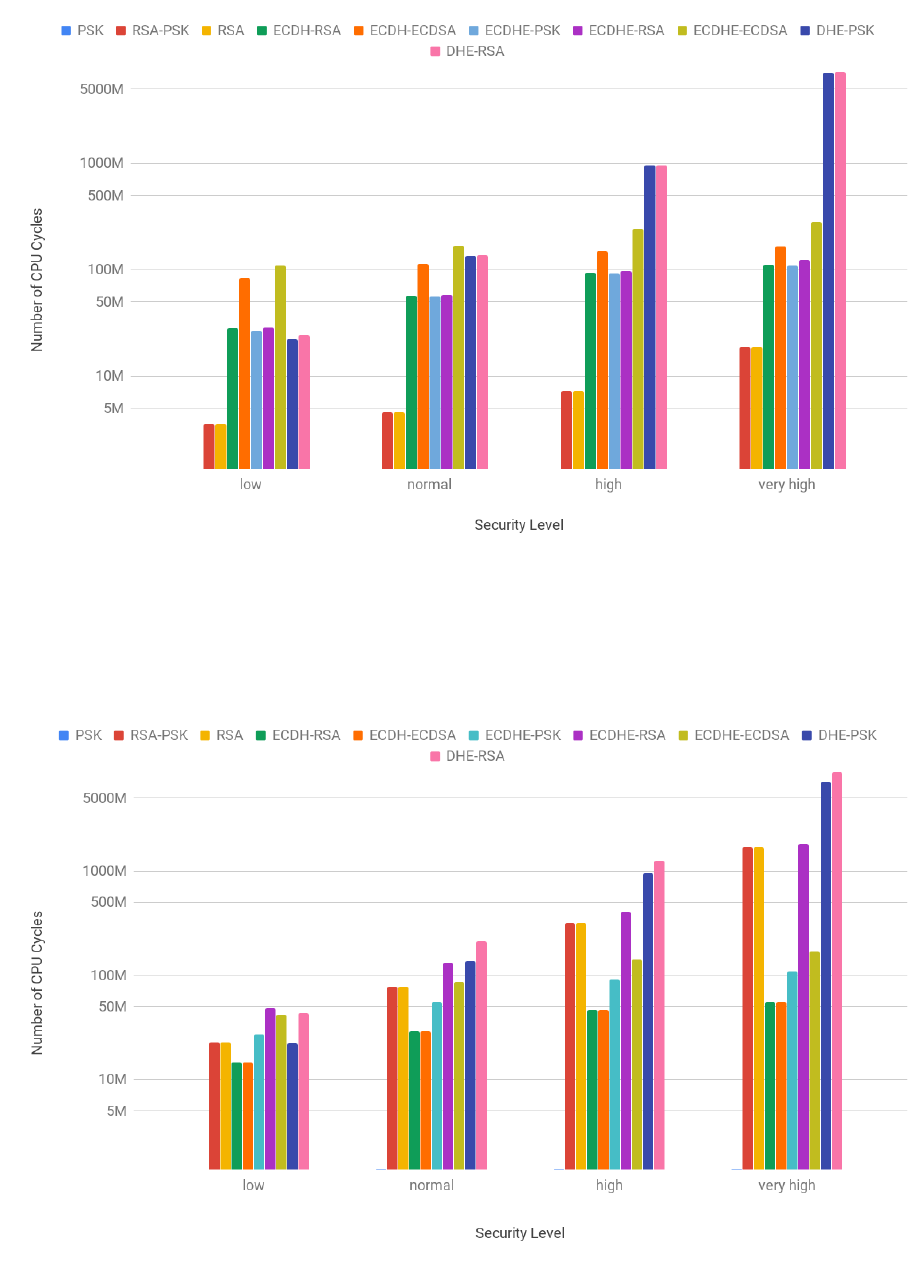 PSK RSA-PSK RSA ECDH-RSA ECDH-ECDSA ECDHE-PSK ECDHE-RSA ECDHE-ECDSA DHE-PSK
DHE-RSA
5000M
1000M
500M
100M
50M
10M
5M
Number of CPU Cycles
low normal high very high
Security Level
PSK RSA-PSK RSA ECDH-RSA ECDH-ECDSA ECDHE-PSK ECDHE-RSA ECDHE-ECDSA DHE-PSK
DHE-RSA
5000M
1000M
500M
100M
50M
10M
5M
Number of CPU Cycles
low normal high very high
Security Level